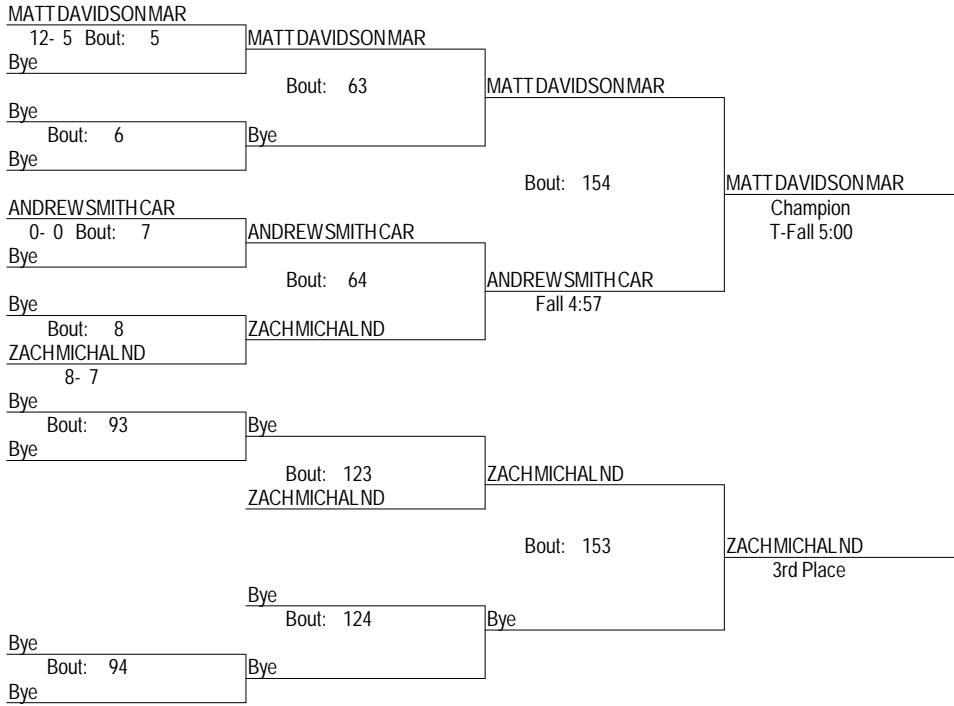 MATT DAVIDSON MAR
12- 5 Bout: 5
Bye
MATT DAVIDSON MAR
Bout: 63
MATT DAVIDSON MAR
Bye
Bout: 6
Bye
Bye
Bout: 154
MATT DAVIDSON MAR
Champion
T-Fall 5:00
ANDREW SMITH CAR
0- 0 Bout: 7
Bye
ANDREW SMITH CAR
Bout: 64
ANDREW SMITH CAR
Fall 4:57
Bye
Bout: 8
ZACH MICHAL ND
ZACH MICHAL ND
8- 7
Bye
Bout: 93
Bye
Bye
Bout: 123
ZACH MICHAL ND
ZACH MICHAL ND
Bout: 153
ZACH MICHAL ND
3rd Place
Bye
Bout: 124
Bye
Bye
Bout: 94
Bye
Bye